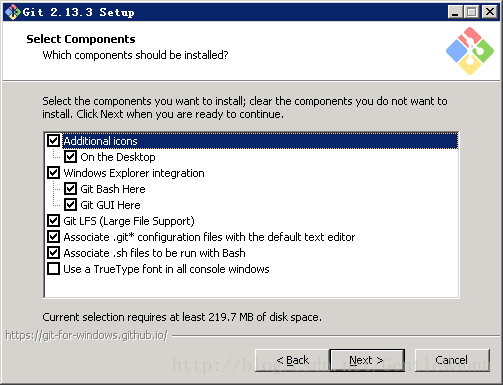 Git 2.13.3 Setup
Select Components
Which components should be installed?
Select the components you want to install; clear the components you do not want to
install. Click Next when you are ready to continue.
Additional icons
On the Desktop
Windows Explorer integration
Git Bash Here
Git GUI Here
Git LFS (Large File Support)
Associate .git* configuration files with the default text editor
Associate .sh files to be run with Bash
Use a TrueType font in all console windows
Current selection requires at least 219.7 MB of disk space.
https://git-for-windows.github.io/
< Back
Next >
Cancel